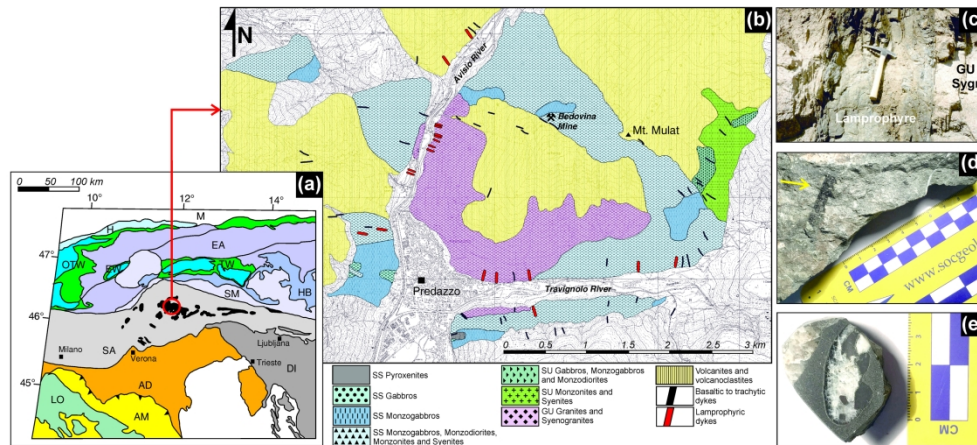 (a)
0 50 100 km
10° 12° 14°
47°
46°
45°
M
H
EA
OTW
EW
TW
HB
SM
SA
Milano
Verona
Ljubljana
Trieste
DI
AD
LO
AM
(b)
N
Avisio River
Bedovina
Mine
Mt. Mulat
Predazzo
Travignolo River
0 0.5 1 2 3 km
SS Pyroxenites
SS Gabbros
SS Monzogabbros
SS Monzogabbros, Monzodiorites,
Monzonites and Syenites
SU Gabbros, Monzogabbros
and Monzodiorites
SU Monzonites and
Syenites
GU Granites and
Syenogranites
Volcanites and
volcanoclastites
Basaltic to trachytic
dykes
Lamprophyric
dykes
(c)
GU
Sygr
Lamprophyre
(d)
CM
www.socgeol
(e)
1
2
3
CM